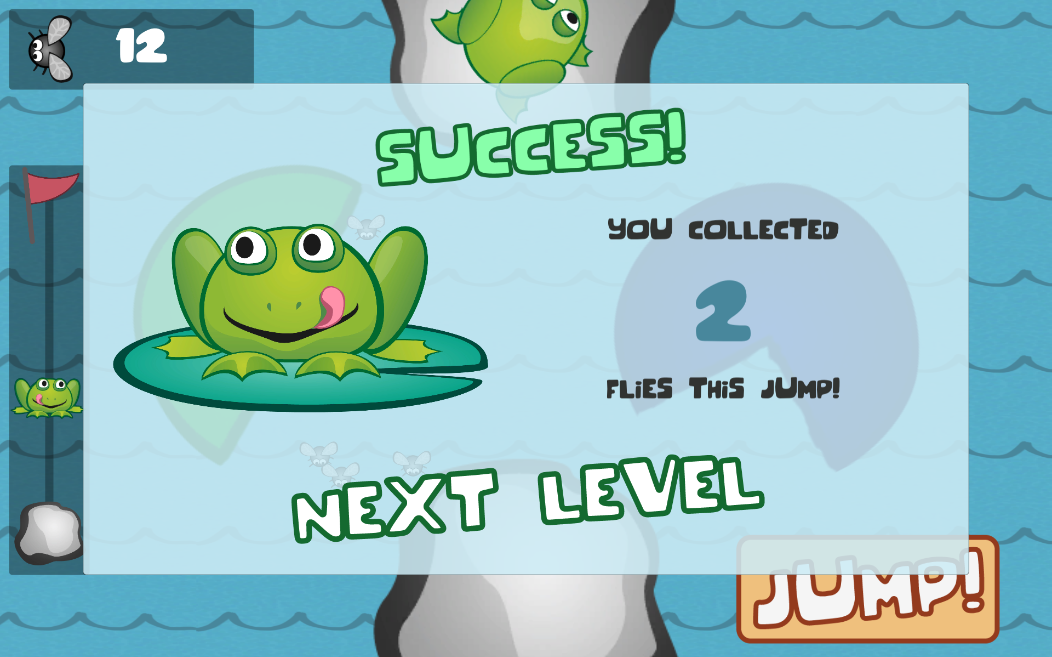 12
SUCCESS!
YOU COLLECTED
2
FLiES THiS JUMP!
NEXT LEVEL
JUMP!